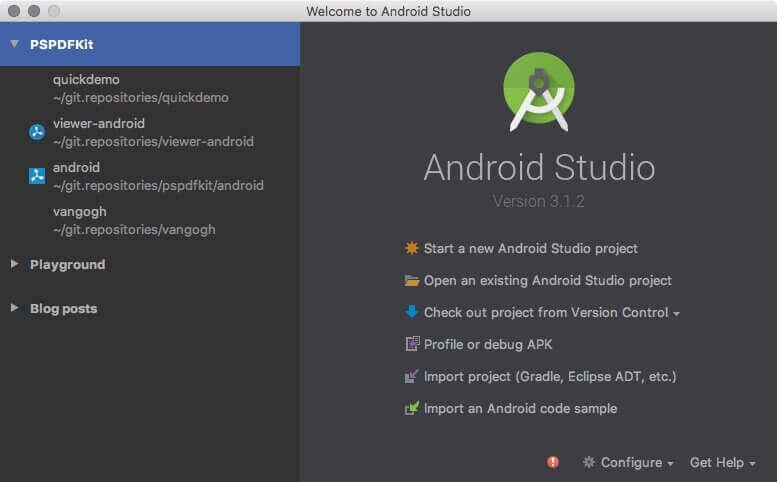 Welcome to Android Studio
PSPDFKit
quickdemo
~/git.repositories/quickdemo
viewer-android
~/git.repositories/viewer-android
android
~/git.repositories/pspdfkit/android
vangogh
~/git.repositories/vangogh
Playground
Blog posts
Android Studio
Version 3.1.2
Start a new Android Studio project
Open an existing Android Studio project
Check out project from Version Control
Profile or debug APK
Import project (Gradle, Eclipse ADT, etc.)
Import an Android code sample
Configure
Get Help